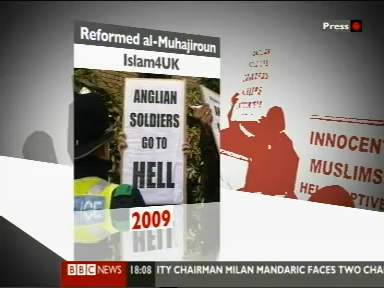 Press
Reformed al-Muhajiroun
Islam4UK
ANGLIAN
SOLDIERS
GO TO
HELL
INNOCENT
MUSLIMS
2009
BBC NEWS 18:08 ITY CHAIRMAN MILAN MANDARIC FACES TWO CHA